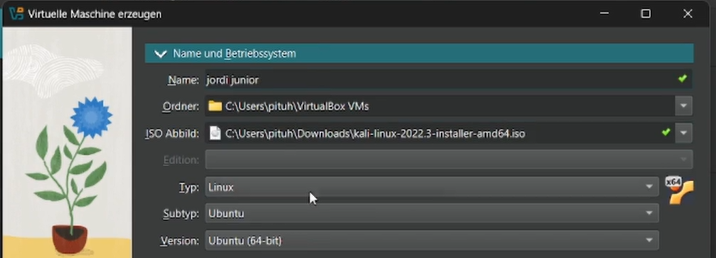 Virtuelle Maschine erzeugen
Name und Betriebssystem
Name: jordi junior
Ordner: C:\Users\pituh\VirtualBox VMs
ISO Abbild: C:\Users\pituh\Downloads\kali-linux-2022.3-installer-amd64.iso
Edition:
Typ: Linux x64
Subtyp: Ubuntu
Version: Ubuntu (64-bit)